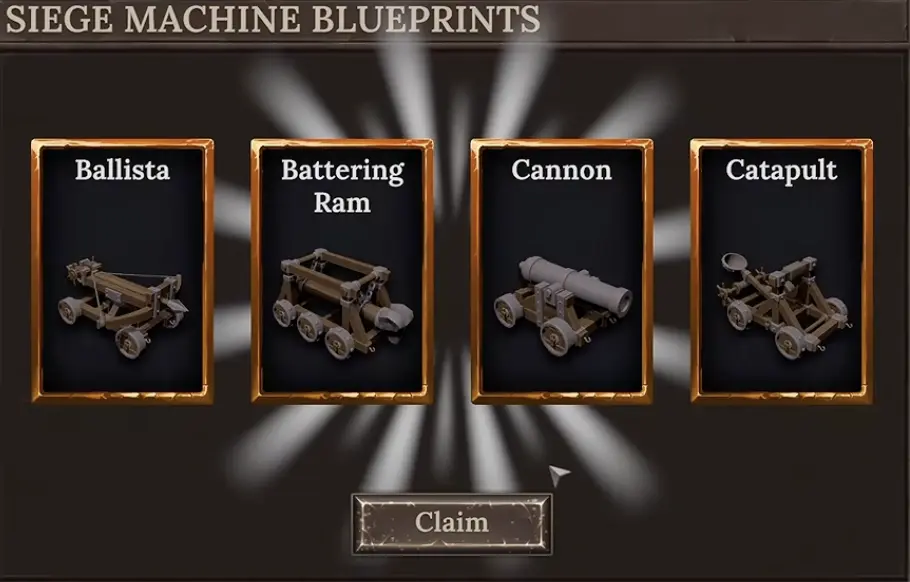 SIEGE MACHINE BLUEPRINTS
Ballista
Battering
Ram
Cannon
Catapult
Claim